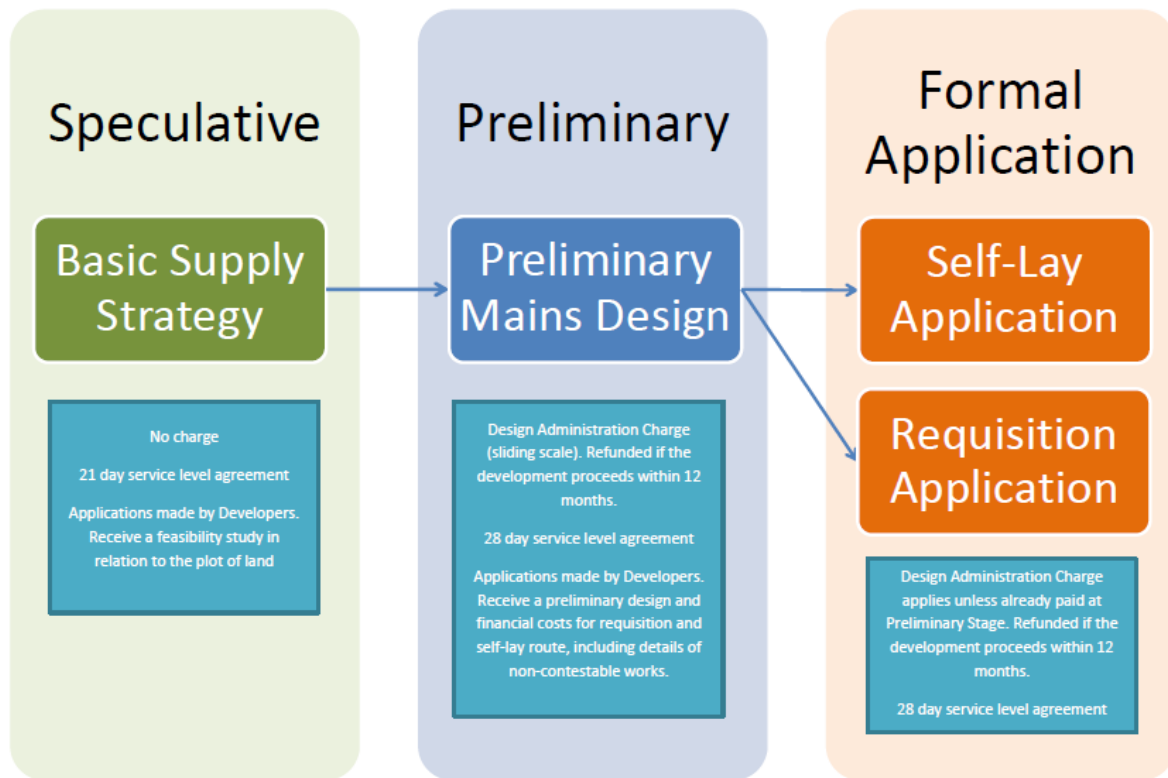 Speculative
Basic Supply
Strategy
No charge
21 day service level agreement
Applications made by Developers.
Receive a feasibility study in
relation to the plot of land
Preliminary
Preliminary
Mains Design
Design Administration Charge
(sliding scale). Refunded if the
development proceeds within 12
months.
28 day service level agreement
Applications made by Developers.
Receive a preliminary design and
financial costs for requisition and
self-lay route, including details of
non-contestable works.
Formal
Application
Self-Lay
Application
Requisition
Application
Design Administration Charge
applies unless already paid at
Preliminary Stage. Refunded if the
development proceeds within 12
months.
28 day service level agreement